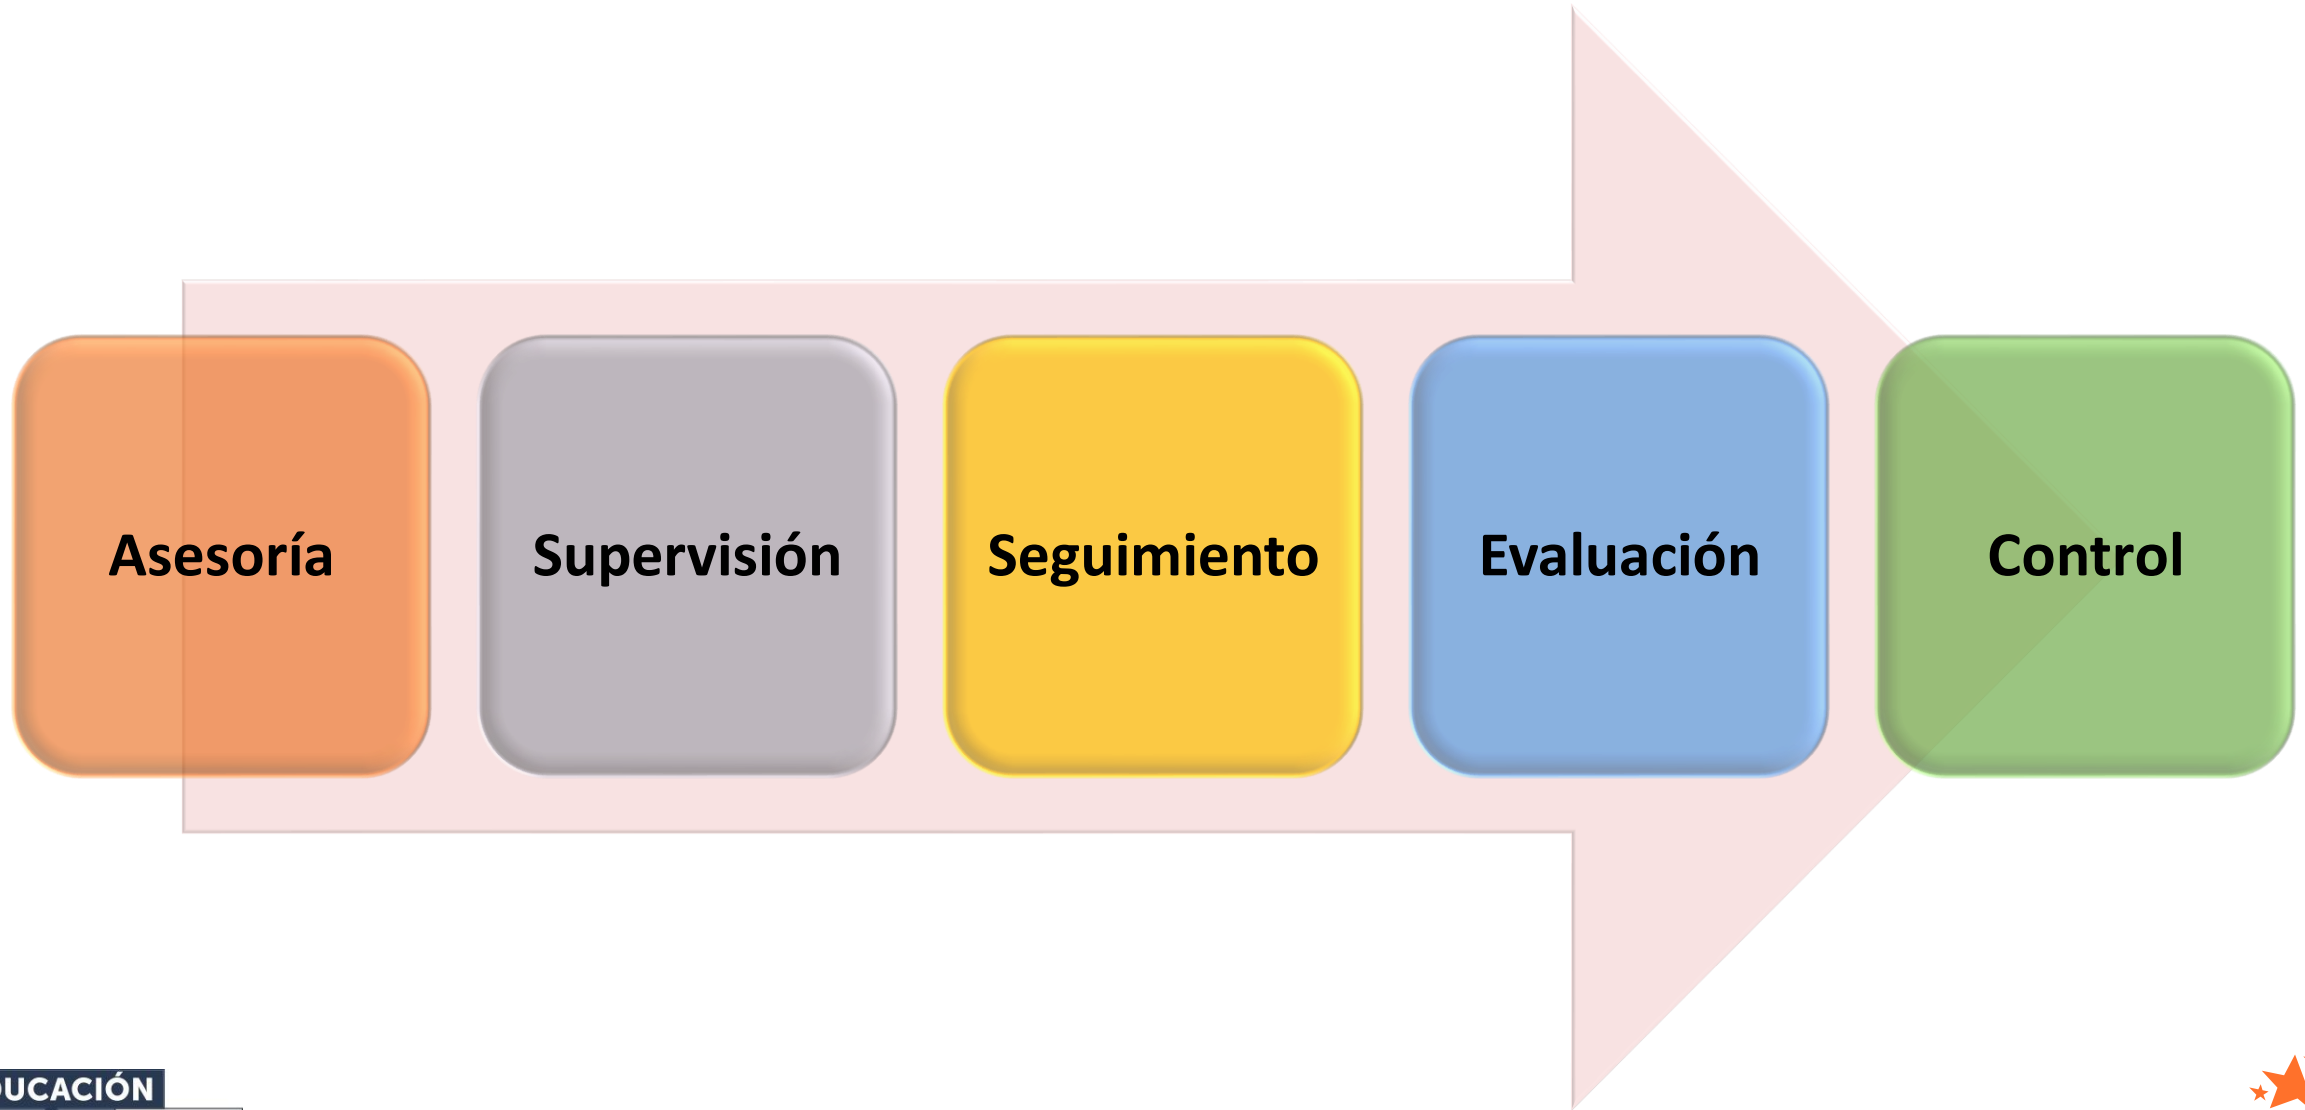 Asesoría
Supervisión
Seguimiento
Evaluación
Control
UCACIÓN